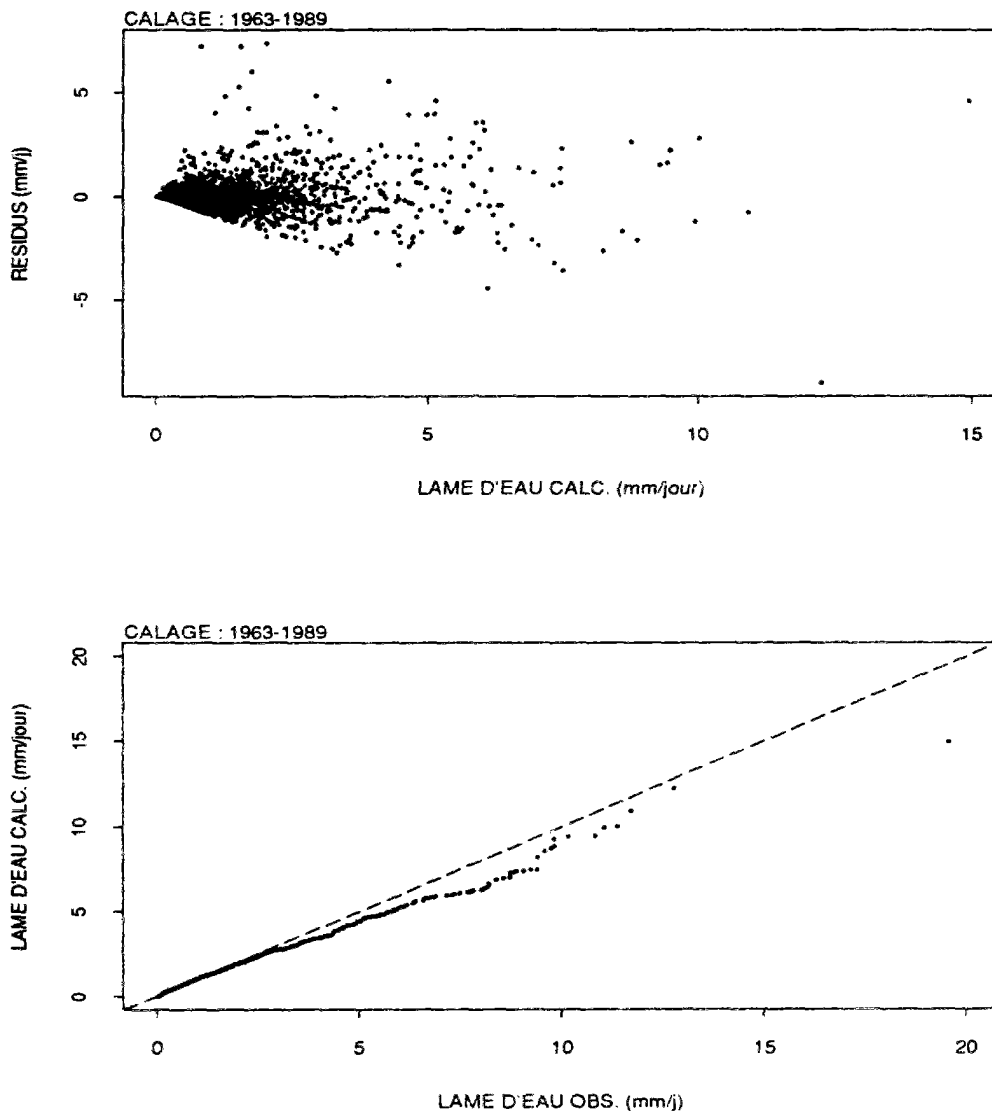 CALAGE : 1963-1989
RESIDUS (mm/j)
5
0
-5
0
5
10
15
LAME D'EAU CALC. (mm/jour)
CALAGE : 1963-1989
LAME D'EAU CALC. (mm/jour)
20
15
10
5
0
0
5
10
15
20
LAME D'EAU OBS. (mm/j)